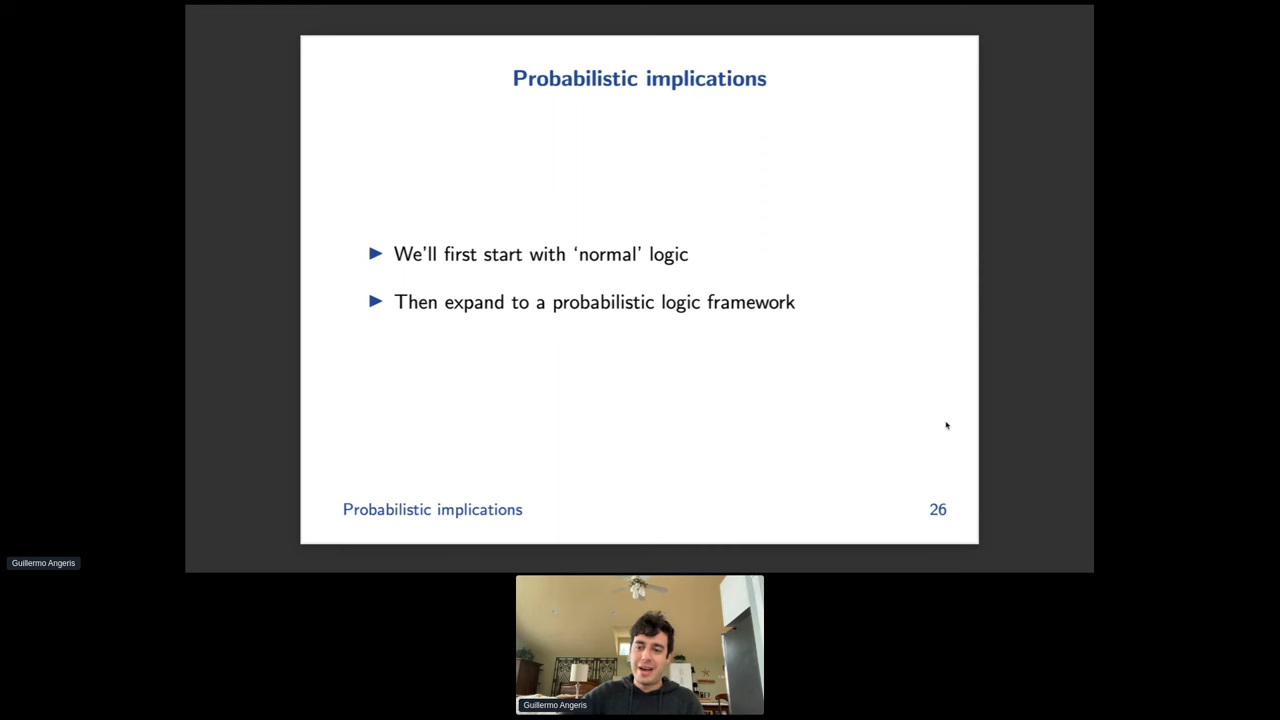 Probabilistic implications
► We'll first start with ‘normal’ logic
► Then expand to a probabilistic logic framework
Probabilistic implications 26
Guillermo Angeris
Guillermo Angeris